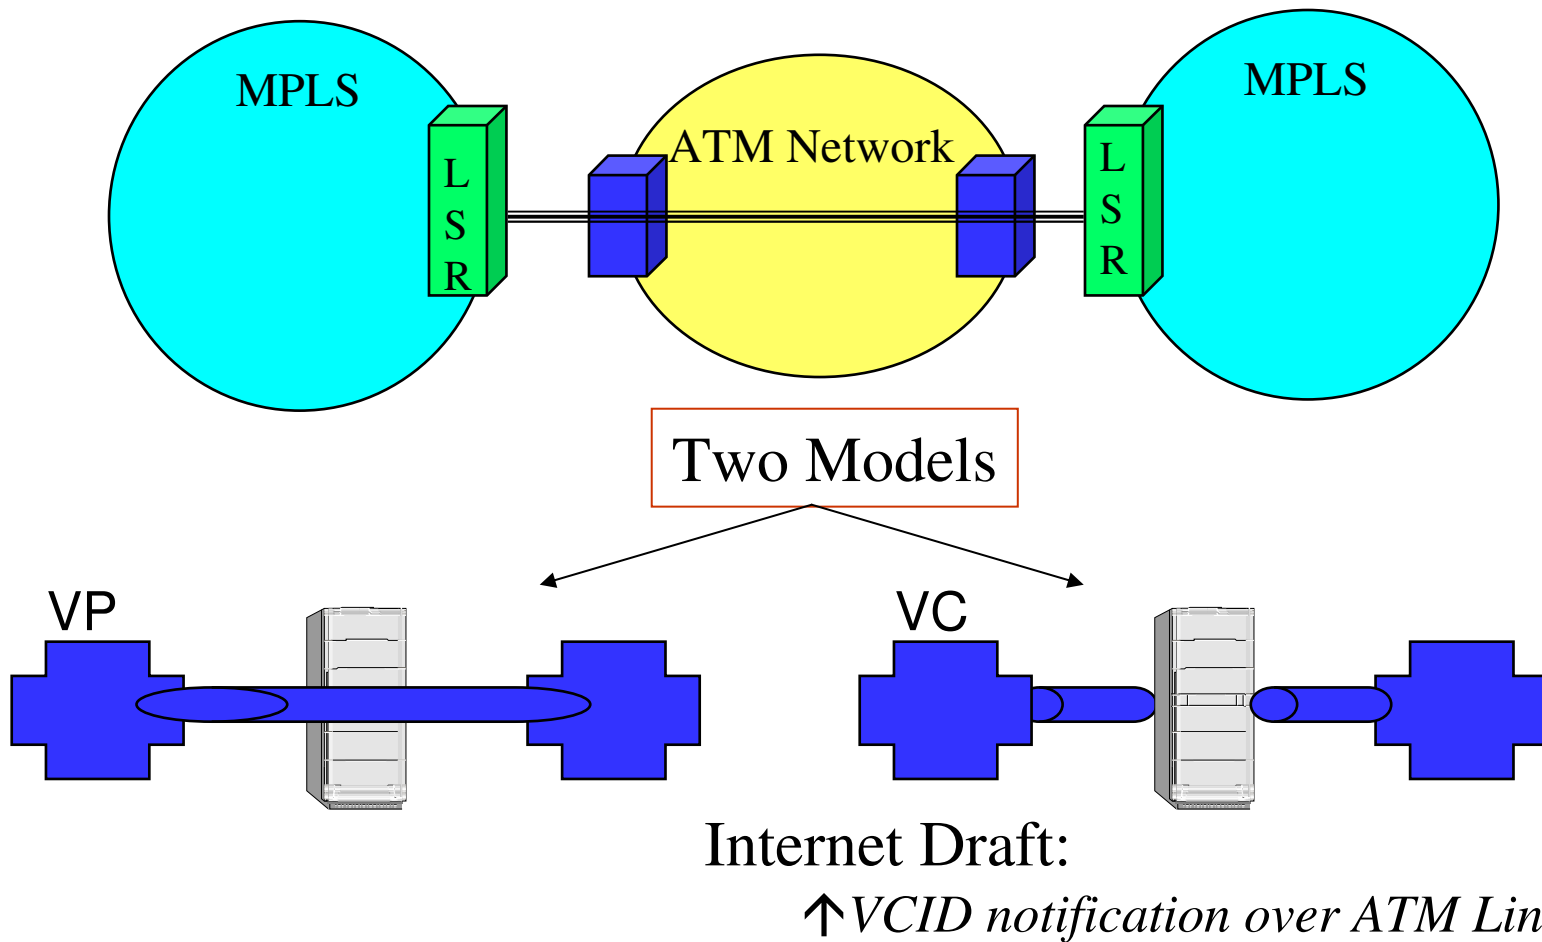 MPLS
MPLS
ATM Network
L
S
R
L
S
R
Two Models
VP
VC
Internet Draft:
↑VCID notification over ATM Lin